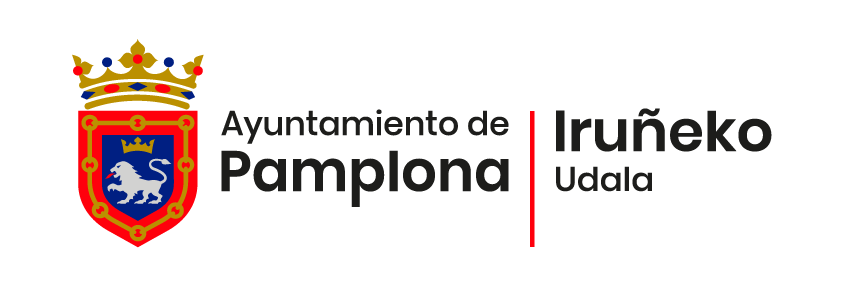 Ayuntamiento de
Pamplona
Iruñeko
Udala